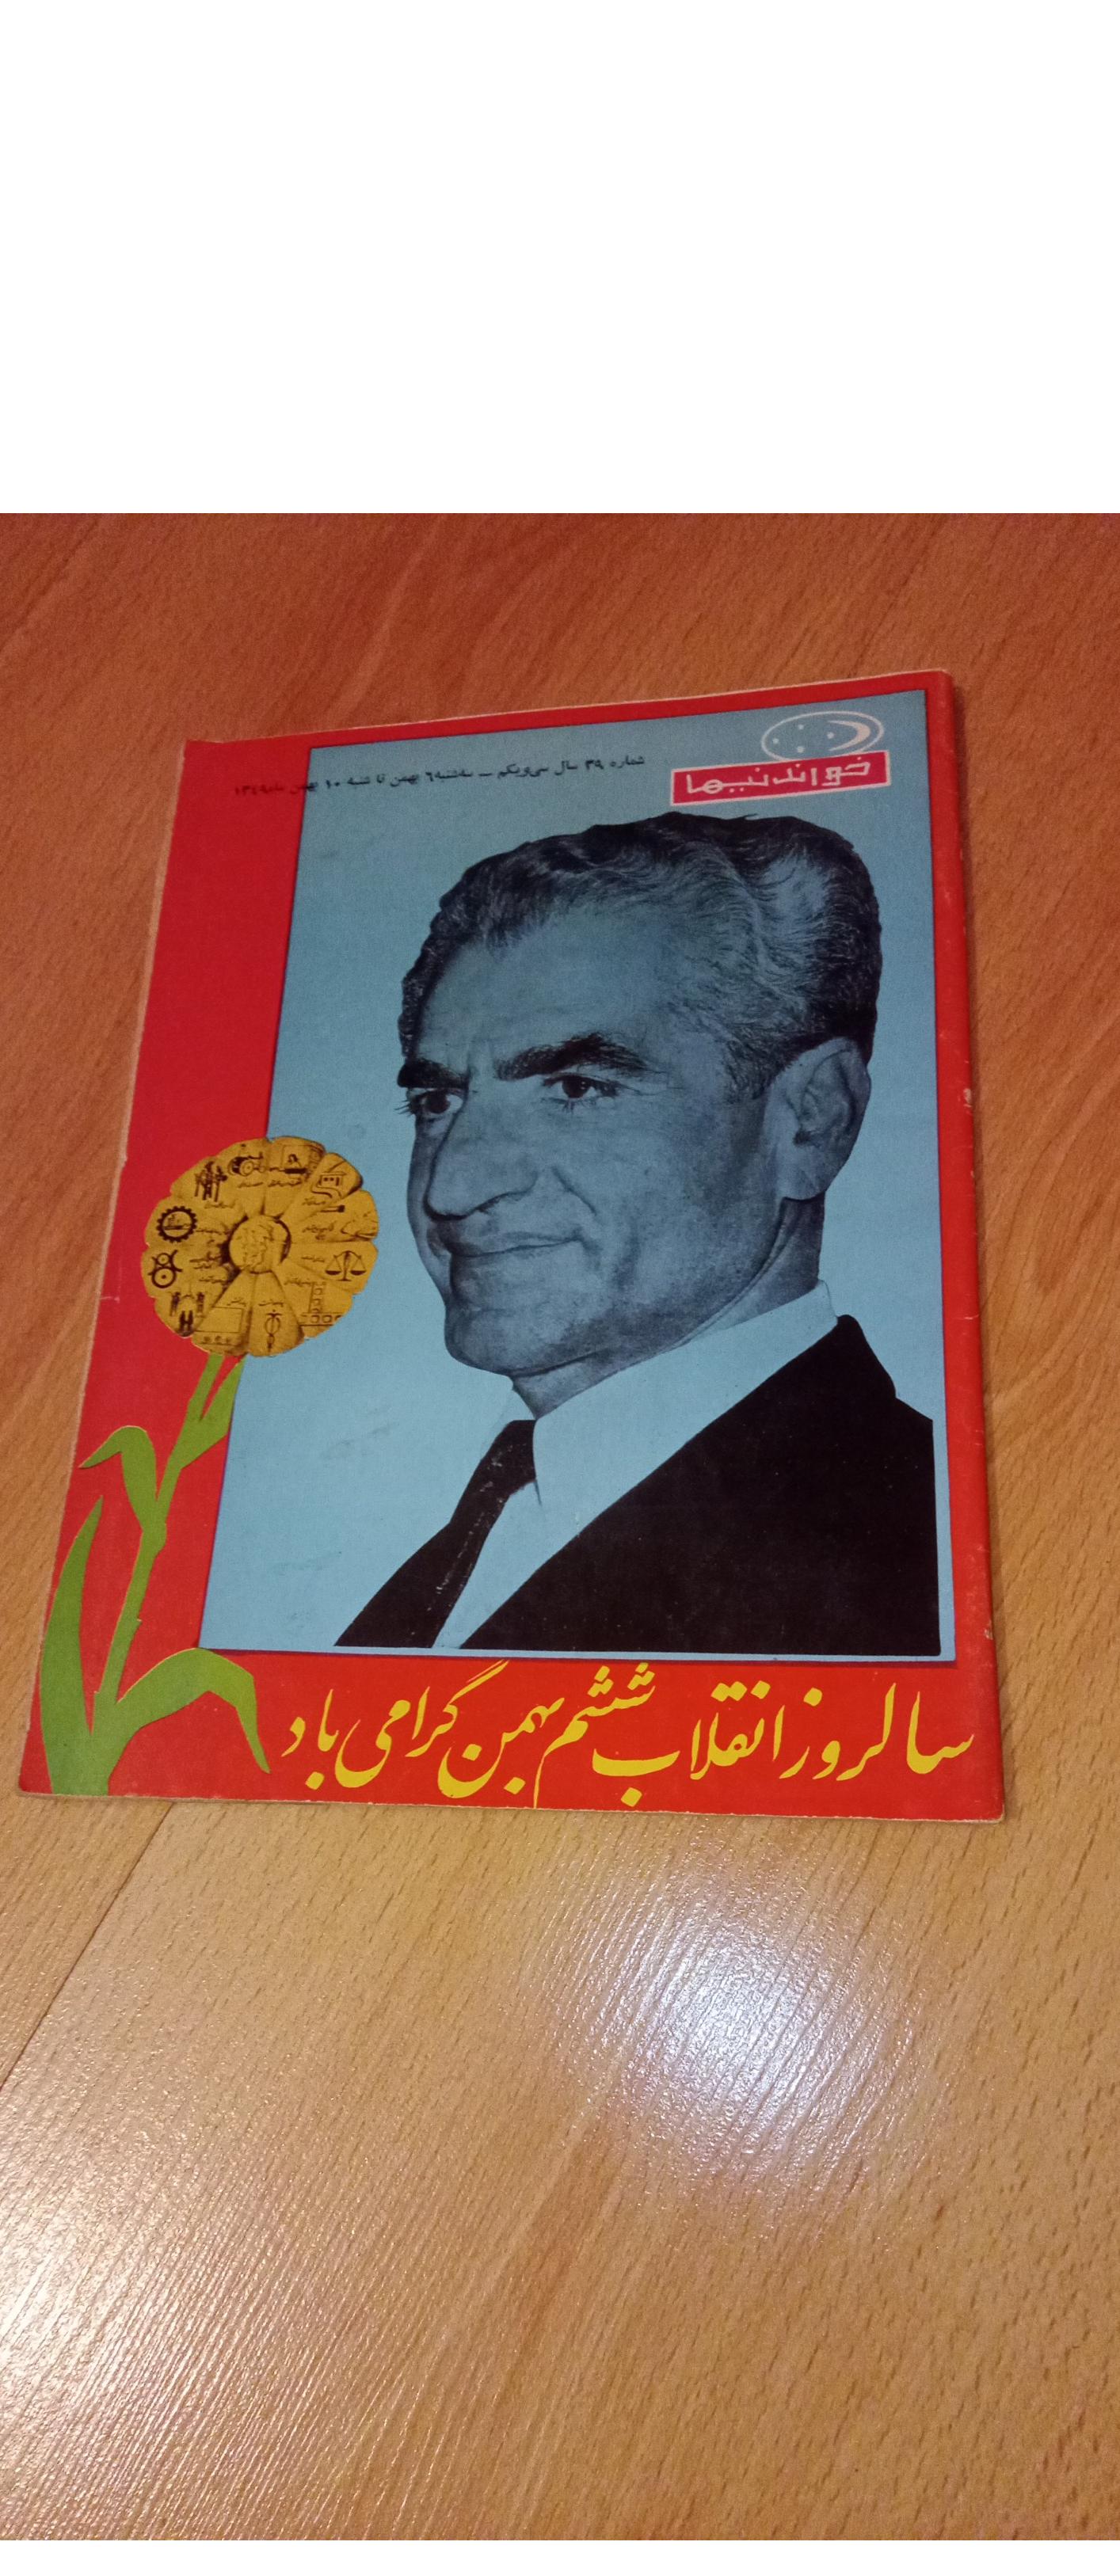 خواندنیها
شماره ۳۹ سال سی‌ویکم — سه‌شنبه ۶ بهمن تا شنبه ۱۰ بهمن ماه ۱۳۴۹
سالروز انقلاب ششم بهمن گرامی باد